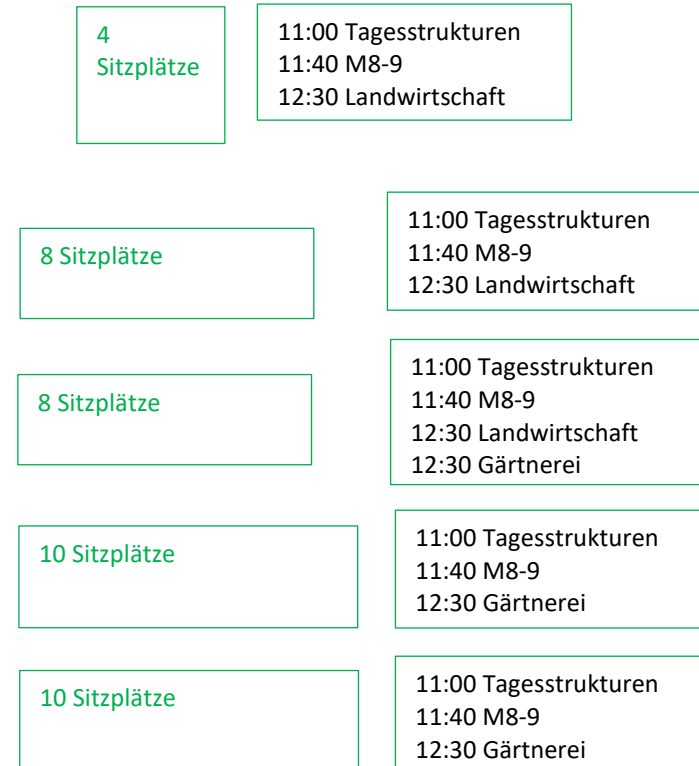 4
Sitzplätze
11:00 Tagesstrukturen
11:40 M8-9
12:30 Landwirtschaft
8 Sitzplätze
11:00 Tagesstrukturen
11:40 M8-9
12:30 Landwirtschaft
8 Sitzplätze
11:00 Tagesstrukturen
11:40 M8-9
12:30 Landwirtschaft
12:30 Gärtnerei
10 Sitzplätze
11:00 Tagesstrukturen
11:40 M8-9
12:30 Gärtnerei
10 Sitzplätze
11:00 Tagesstrukturen
11:40 M8-9
12:30 Gärtnerei